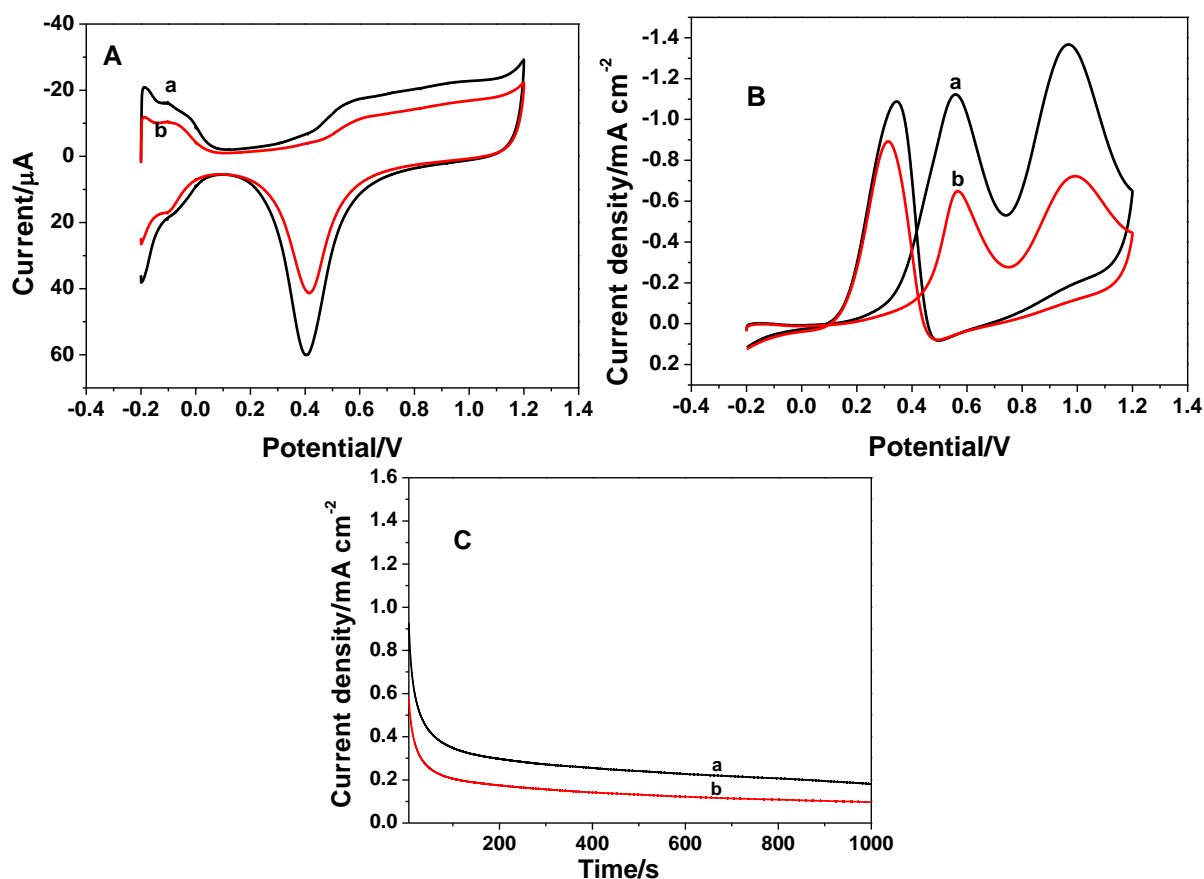 A
a
b
Current/μA
-40
-20
0
20
40
60
-0.4 -0.2 0.0 0.2 0.4 0.6 0.8 1.0 1.2 1.4
Potential/V
B
a
b
Current density/mA cm-2
-1.4
-1.2
-1.0
-0.8
-0.6
-0.4
-0.2
0.0
0.2
-0.4 -0.2 0.0 0.2 0.4 0.6 0.8 1.0 1.2 1.4
Potential/V
C
a
b
Current density/mA cm-2
1.6
1.4
1.2
1.0
0.8
0.6
0.4
0.2
0.0
200 400 600 800 1000
Time/s